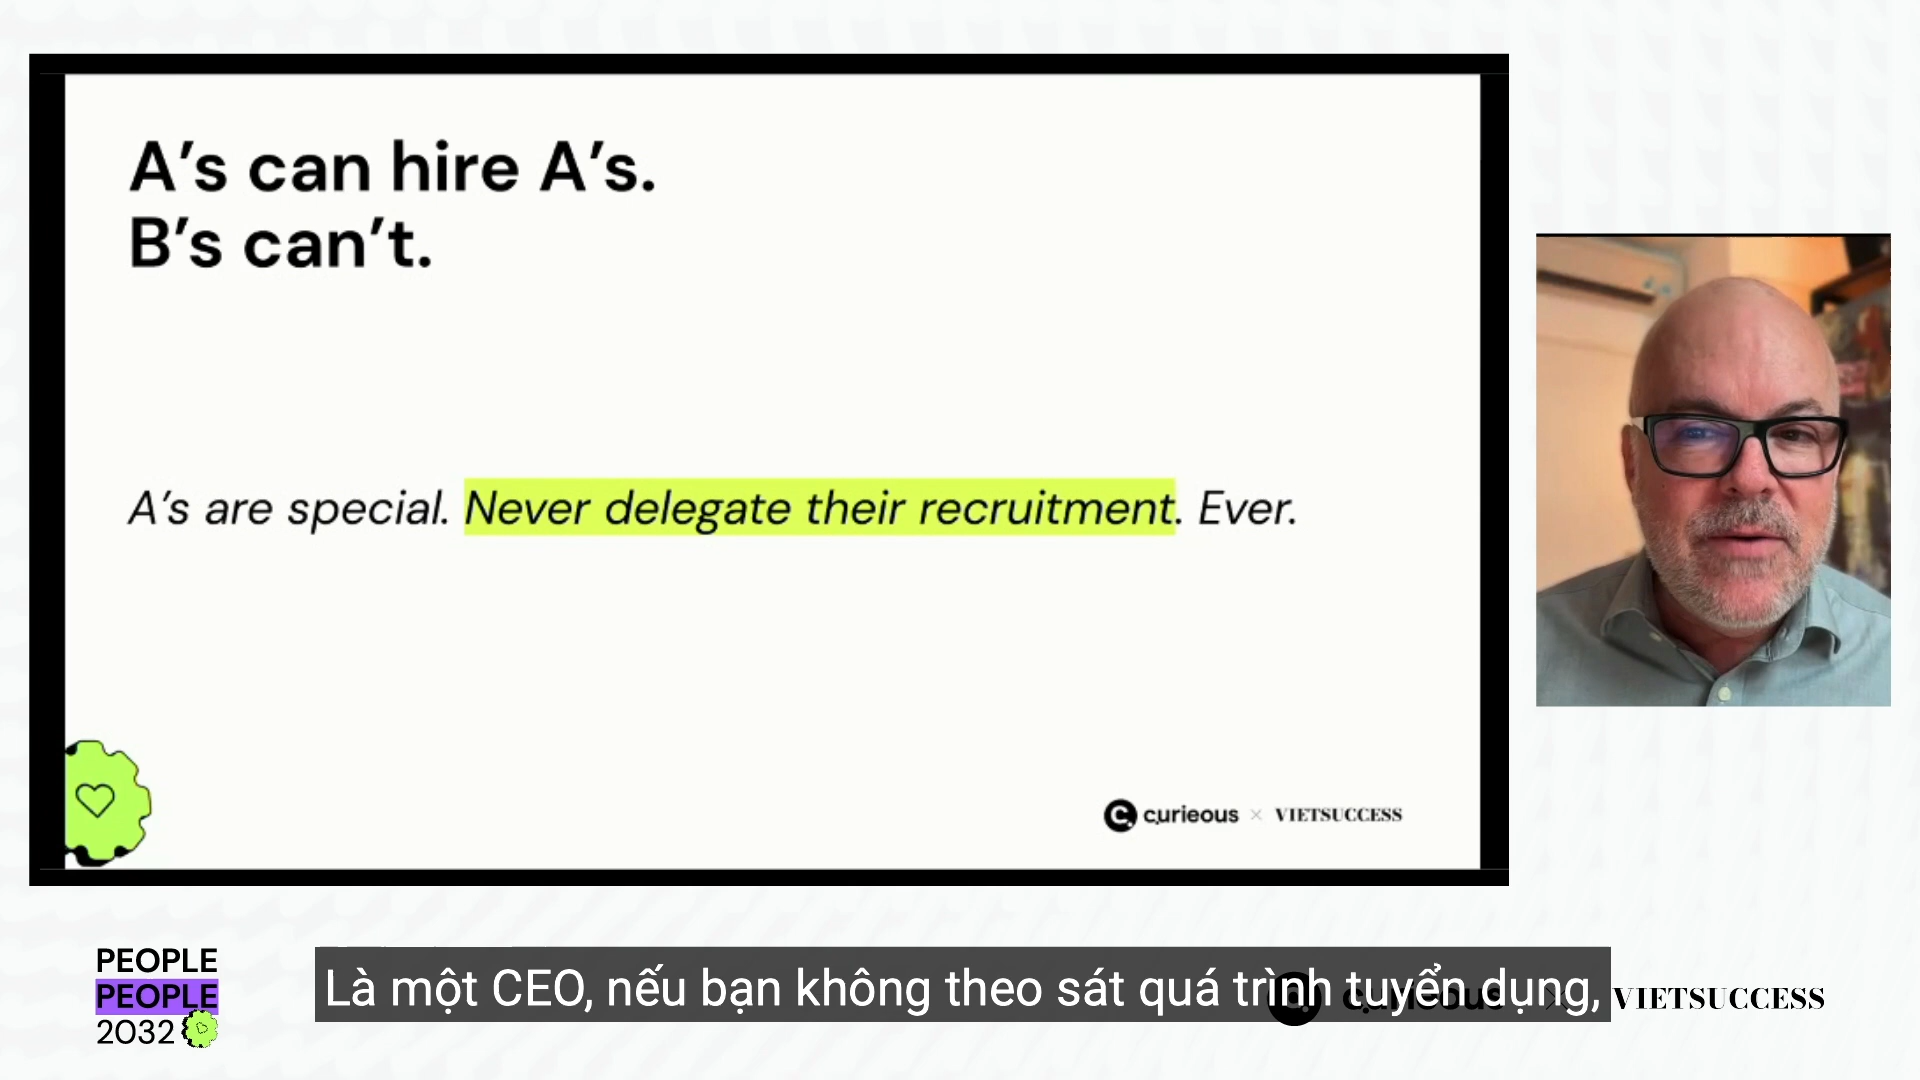 A's can hire A's.
B's can't.
A's are special. Never delegate their recruitment. Ever.
curieous × VIETSUCCESS
PEOPLE
PEOPLE
2032
Là một CEO, nếu bạn không theo sát quá trình tuyển dụng,
curieous × VIETSUCCESS